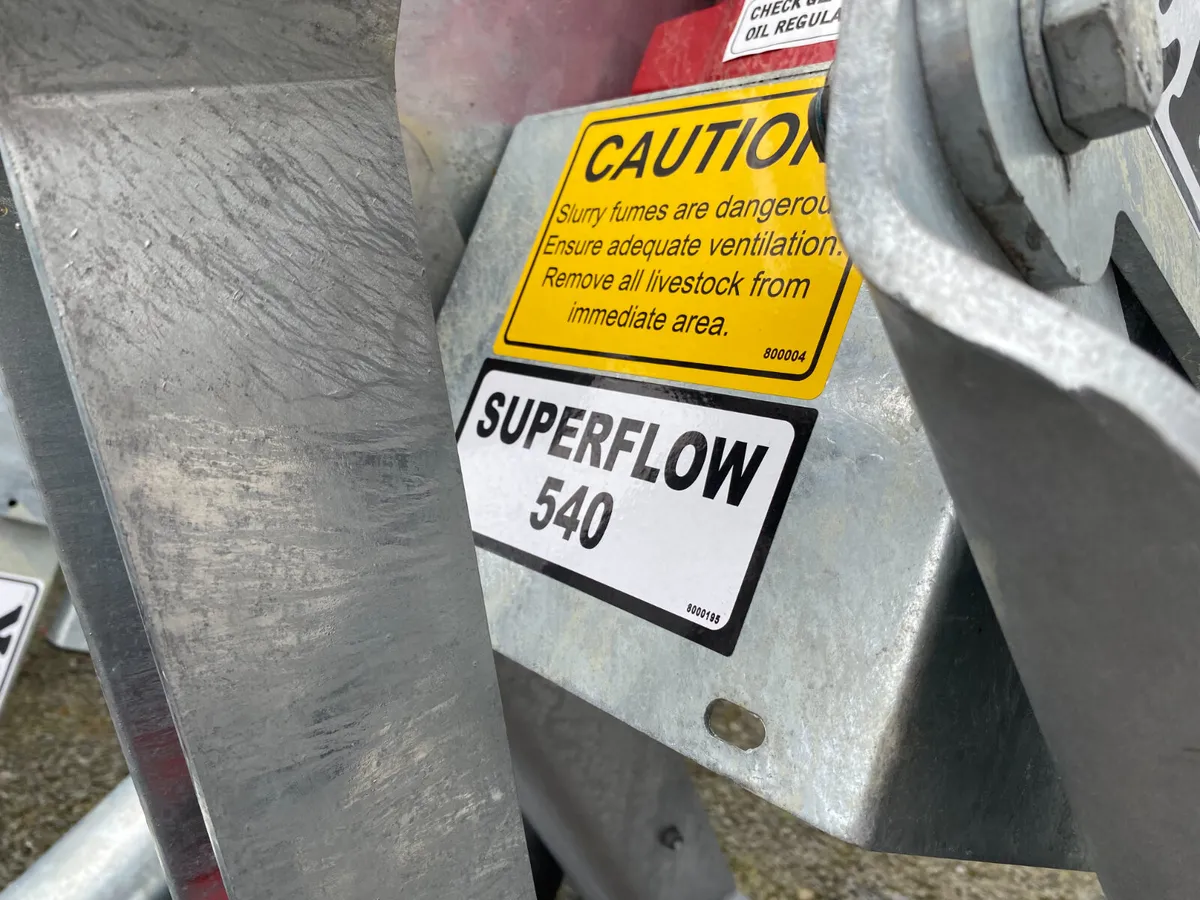 CHECK
OIL REGULA
CAUTION
Slurry fumes are dangerou
Ensure adequate ventilation.
Remove all livestock from
immediate area.
800004
SUPERFLOW
540
8000195